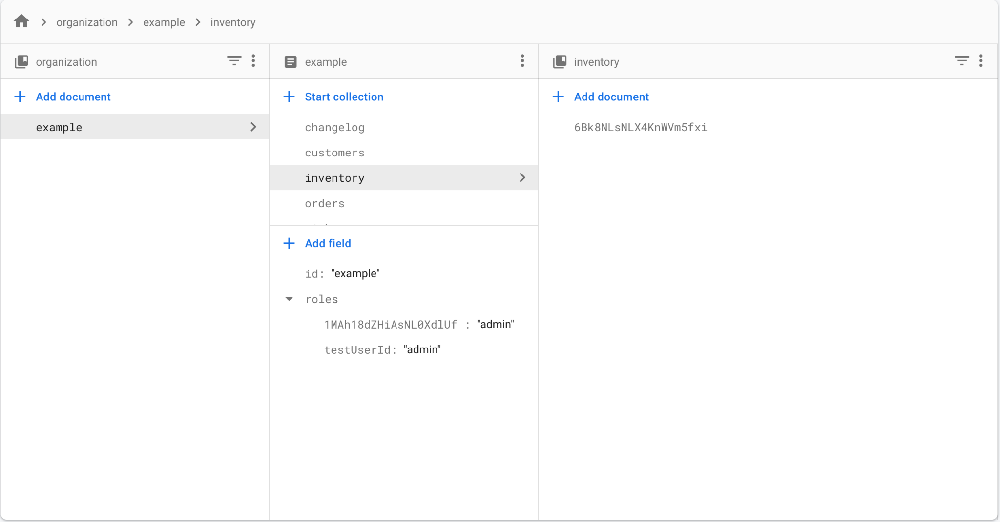 organization > example > inventory
organization
Add document
example
example
Start collection
changelog
customers
inventory
orders
Add field
id: "example"
roles
1MAh18dZHiAsNL0XdlUf : "admin"
testUserId: "admin"
inventory
Add document
6Bk8NLsNLX4KnWVm5fxi